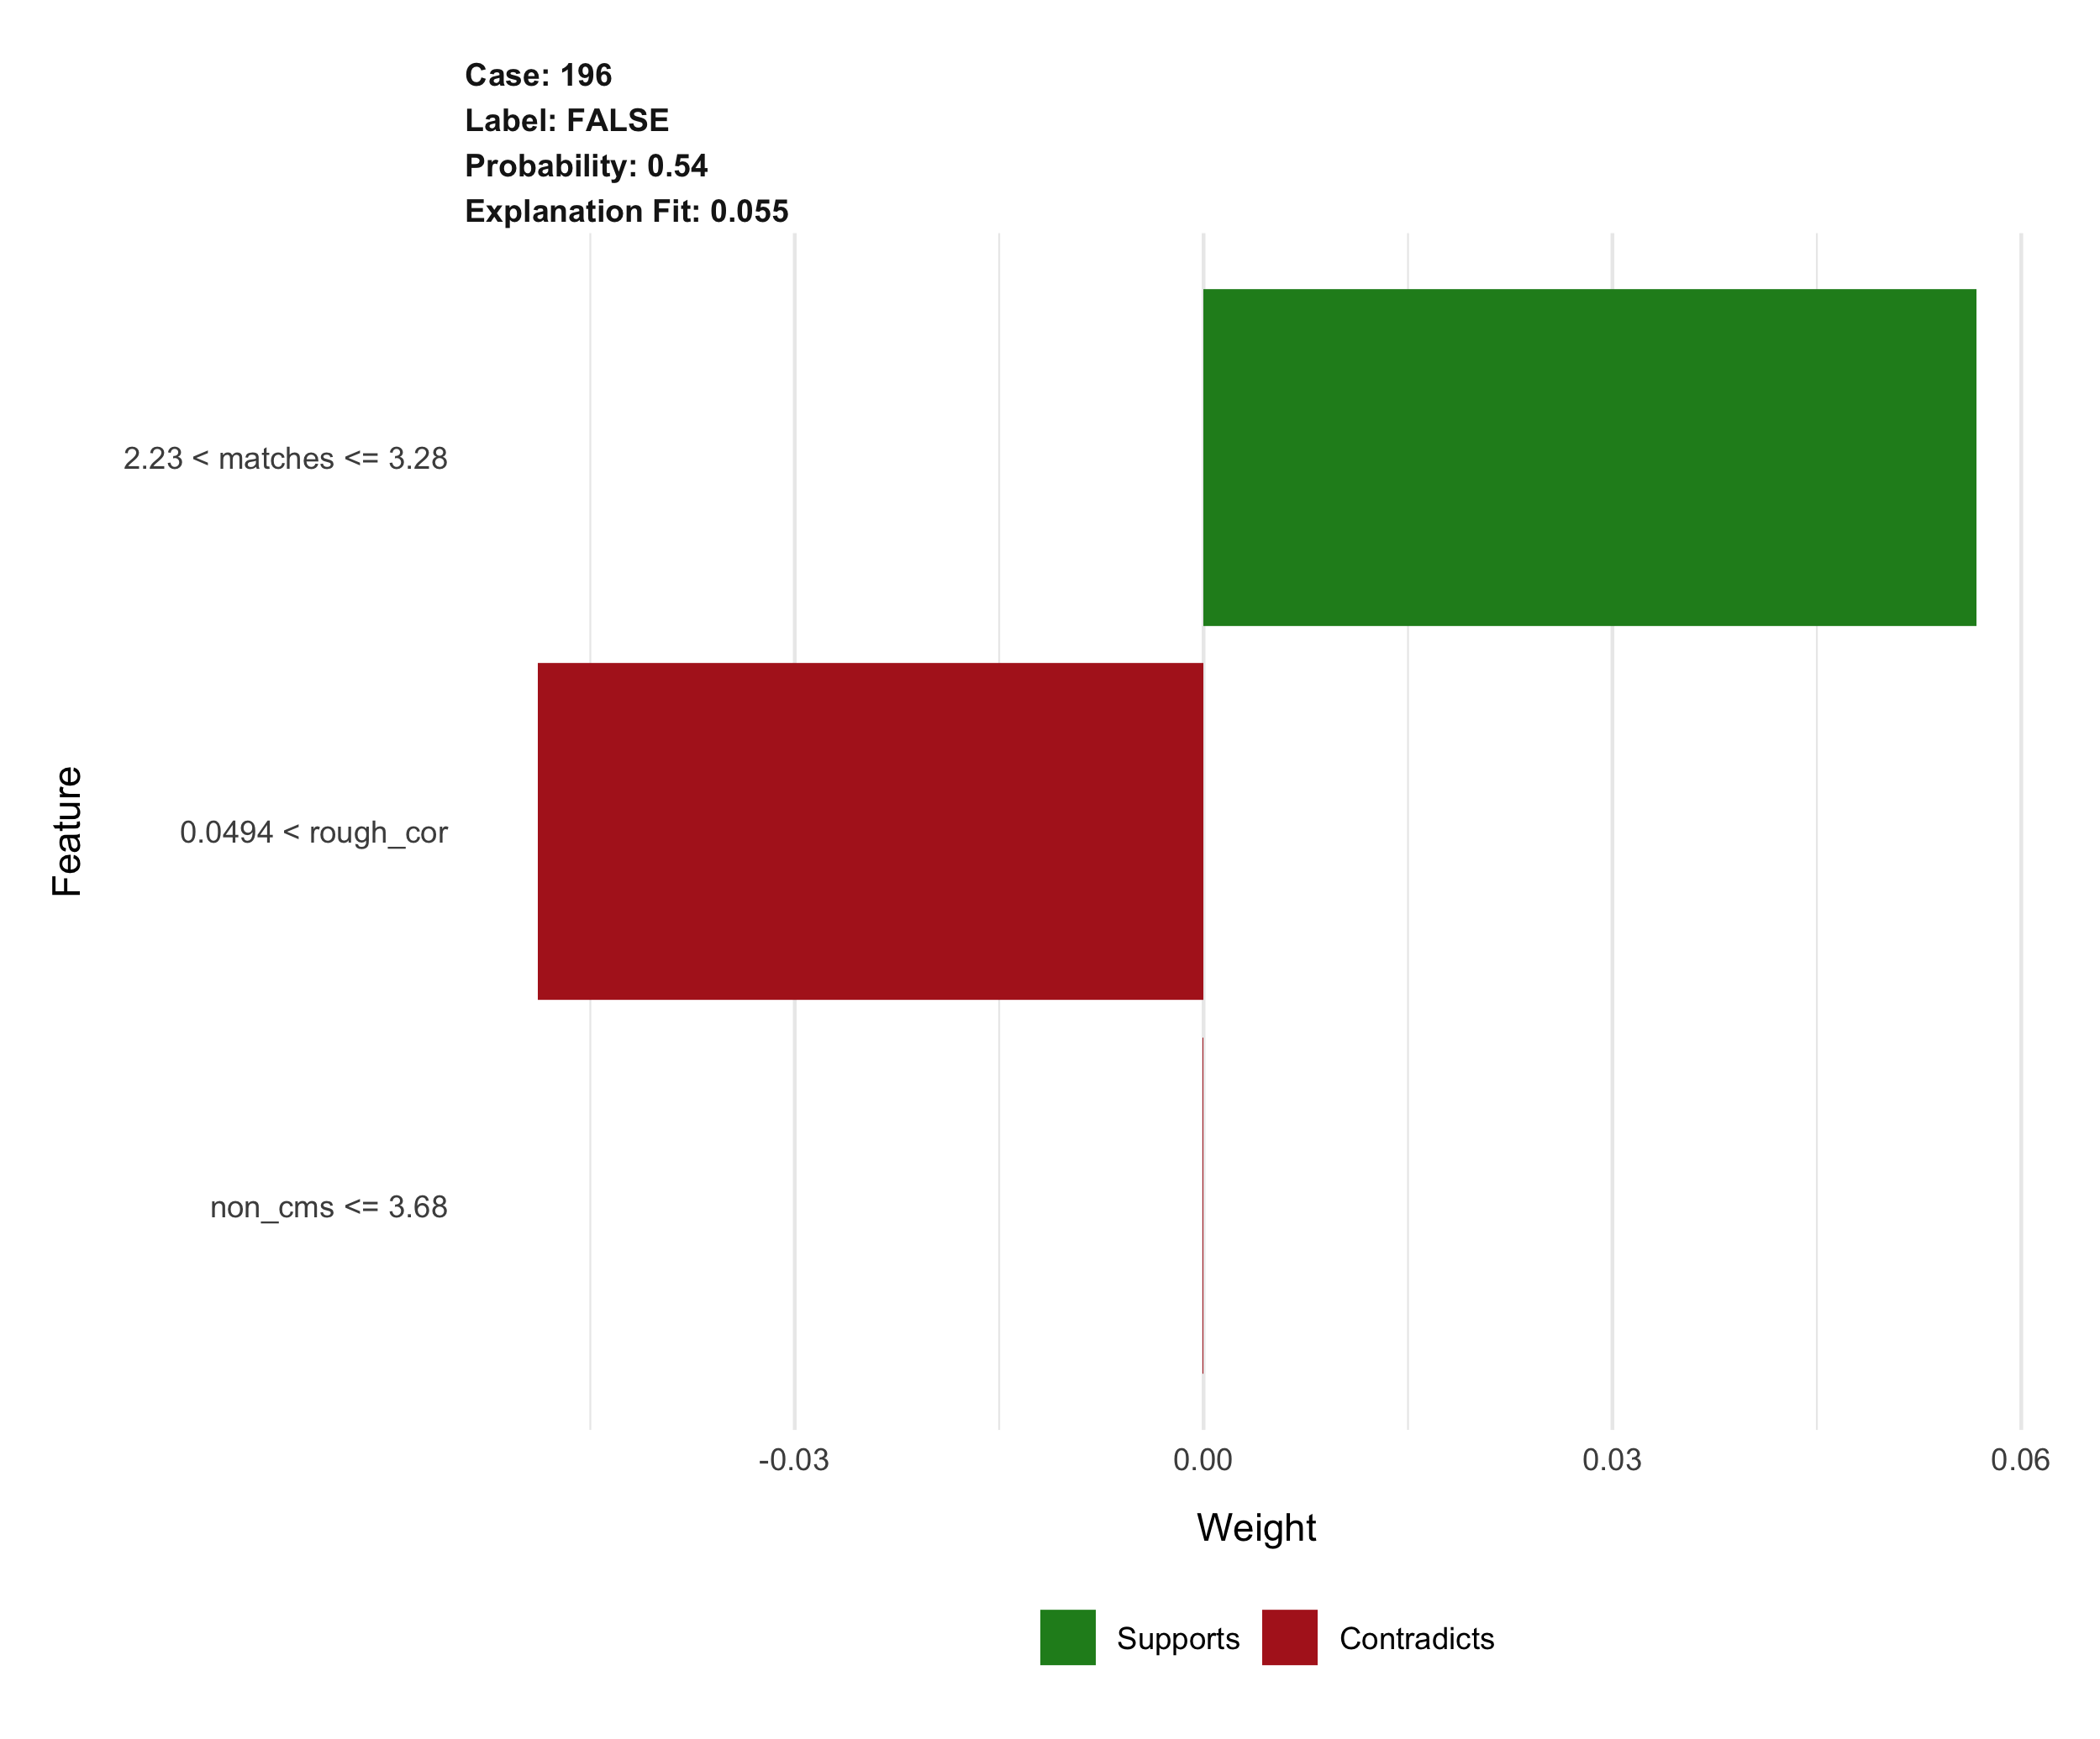 Case: 196
Label: FALSE
Probability: 0.54
Explanation Fit: 0.055
2.23 < matches <= 3.28
0.0494 < rough_cor
non_cms <= 3.68
Feature
-0.03
0.00
0.03
0.06
Weight
Supports
Contradicts